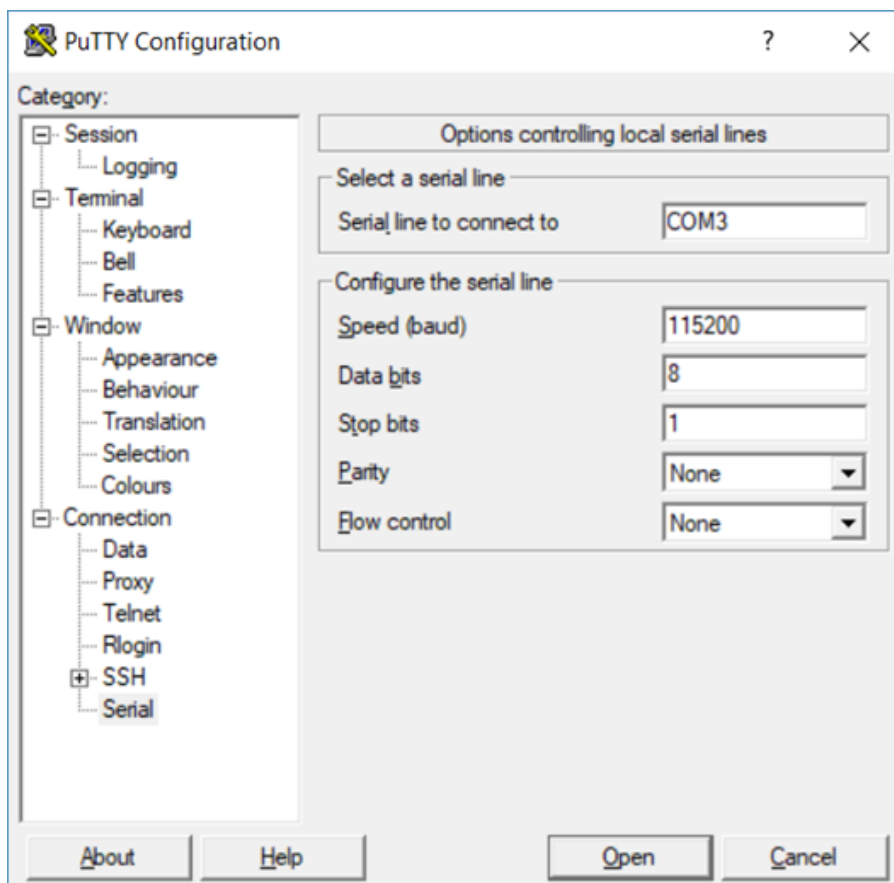 PuTTY Configuration
?
Category:
Session
Logging
Terminal
Keyboard
Bell
Features
Window
Appearance
Behaviour
Translation
Selection
Colours
Connection
Data
Proxy
Telnet
Rlogin
SSH
Serial
Options controlling local serial lines
Select a serial line
Serial line to connect to COM3
Configure the serial line
Speed (baud) 115200
Data bits 8
Stop bits 1
Parity None
Flow control None
About Help Open Cancel